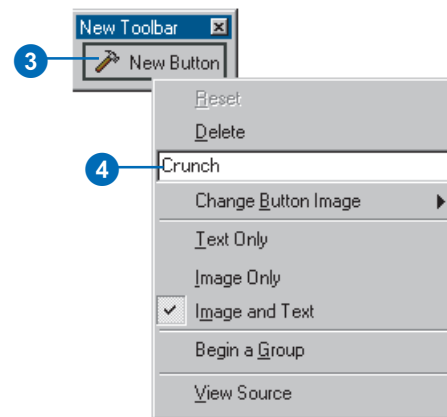 New Toolbar
3
New Button
Reset
Delete
4
Crunch
Change Button Image
Text Only
Image Only
Image and Text
Begin a Group
View Source